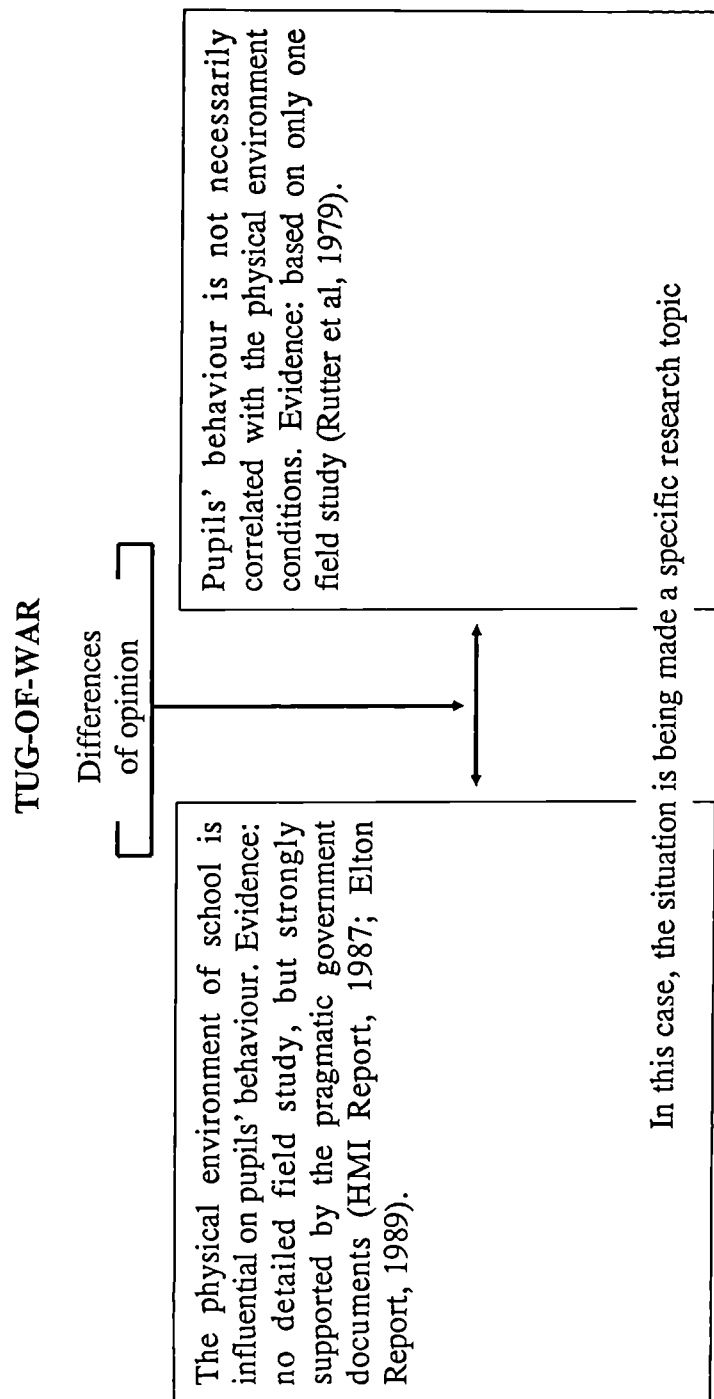 TUG-OF-WAR
Differences
of opinion
The physical environment of school is
influential on pupils' behaviour. Evidence:
no detailed field study, but strongly
supported by the pragmatic government
documents (HMI Report, 1987; Elton
Report, 1989).
Pupils' behaviour is not necessarily
correlated with the physical environment
conditions. Evidence: based on only one
field study (Rutter et al, 1979).
In this case, the situation is being made a specific research topic